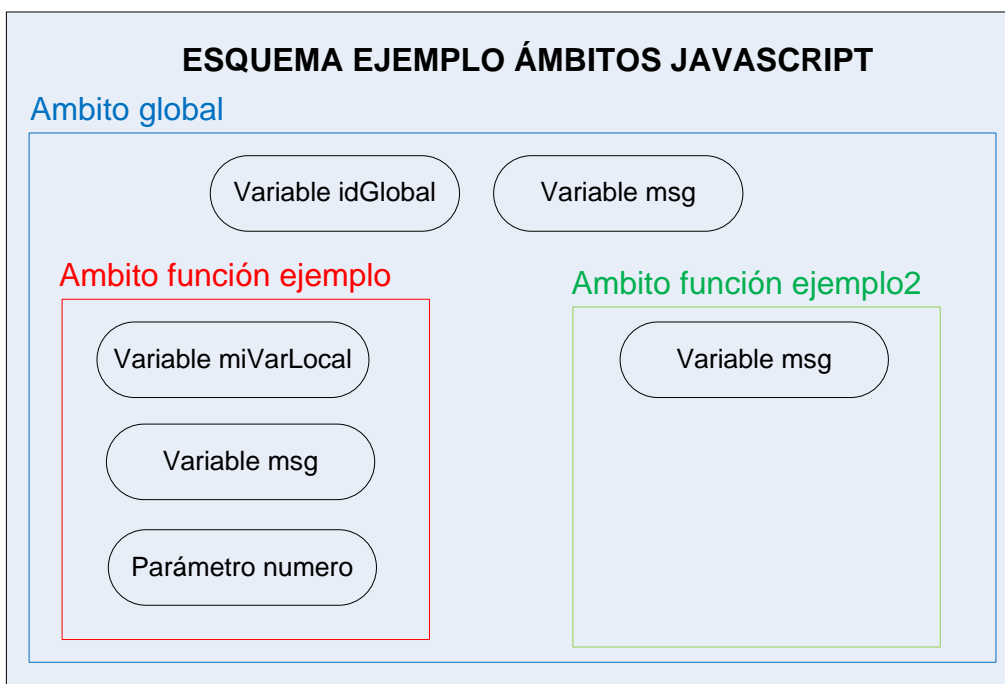 ESQUEMA EJEMPLO ÁMBITOS JAVASCRIPT
Ambito global
Variable idGlobal
Variable msg
Ambito función ejemplo
Variable miVarLocal
Variable msg
Parámetro numero
Ambito función ejemplo2
Variable msg